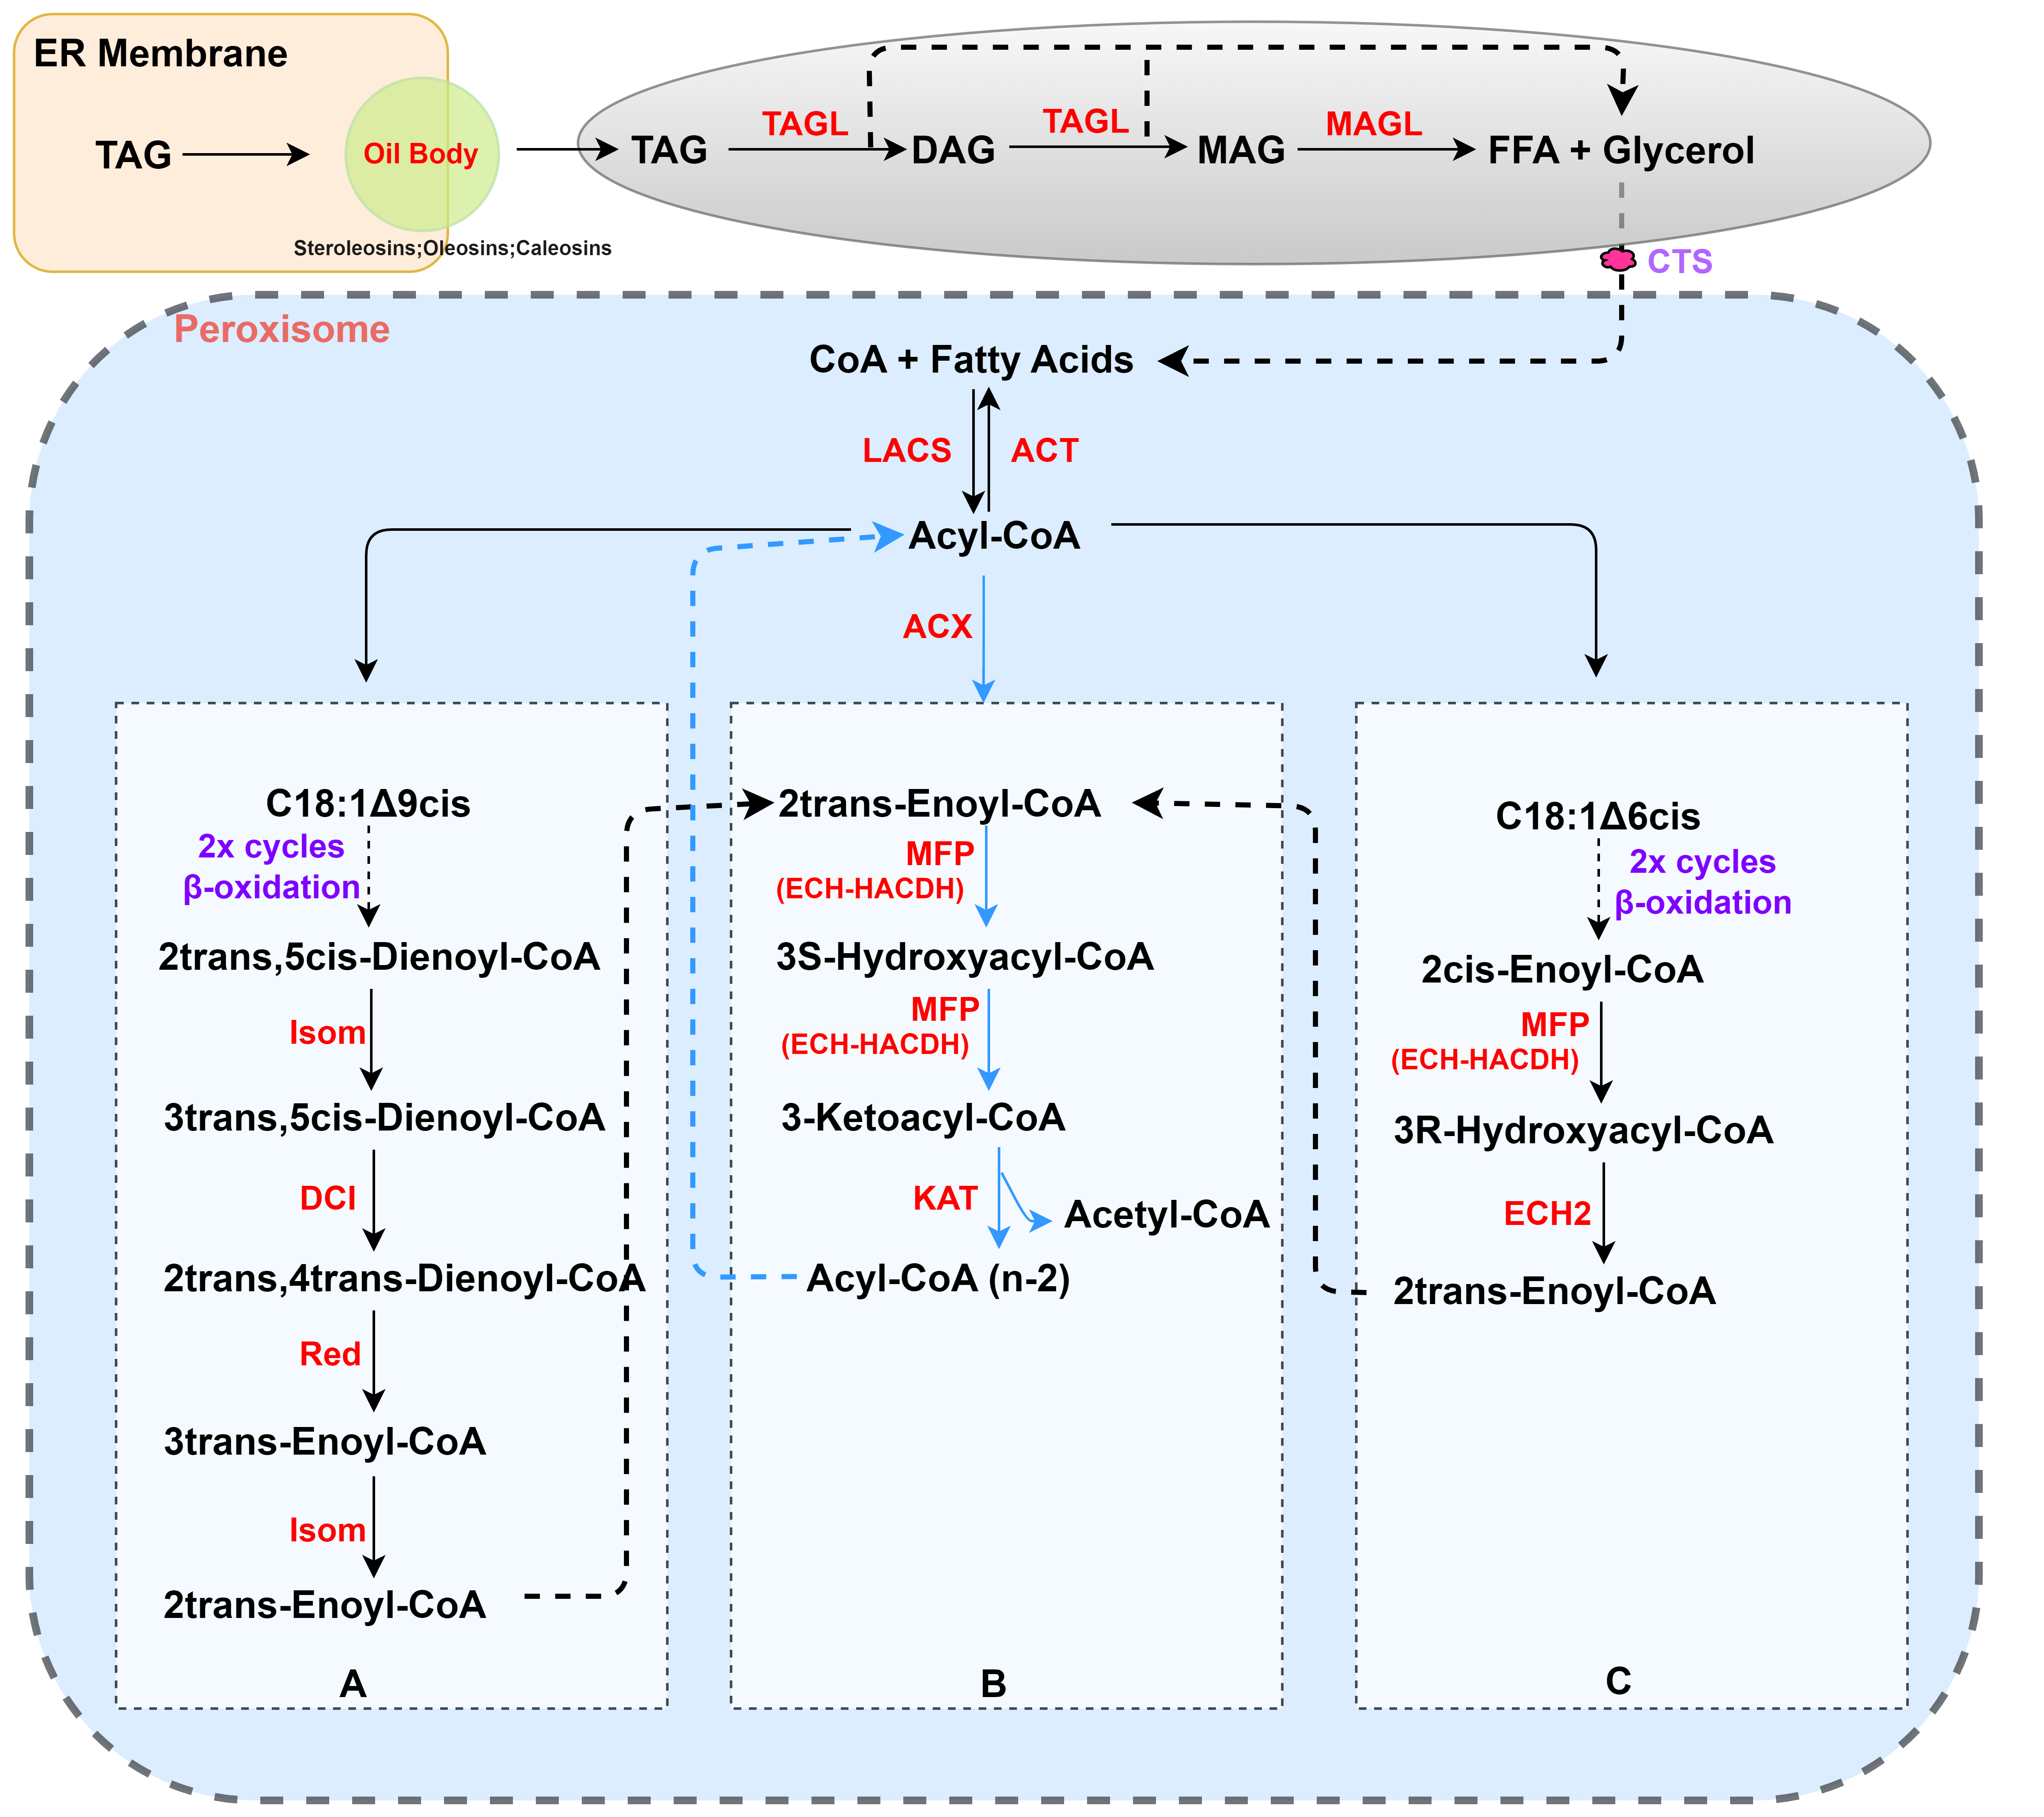 ER Membrane
TAG
Oil Body
Steroleosins;Oleosins;Caleosins
TAG
TAGL
DAG
TAGL
MAG
MAGL
FFA + Glycerol
CTS
Peroxisome
CoA + Fatty Acids
LACS
ACT
Acyl-CoA
ACX
C18:1Δ9cis
2x cycles
β-oxidation
2trans,5cis-Dienoyl-CoA
Isom
3trans,5cis-Dienoyl-CoA
DCI
2trans,4trans-Dienoyl-CoA
Red
3trans-Enoyl-CoA
Isom
2trans-Enoyl-CoA
A
2trans-Enoyl-CoA
MFP
(ECH-HACDH)
3S-Hydroxyacyl-CoA
MFP
(ECH-HACDH)
3-Ketoacyl-CoA
KAT
Acetyl-CoA
Acyl-CoA (n-2)
B
C18:1Δ6cis
2x cycles
β-oxidation
2cis-Enoyl-CoA
MFP
(ECH-HACDH)
3R-Hydroxyacyl-CoA
ECH2
2trans-Enoyl-CoA
C